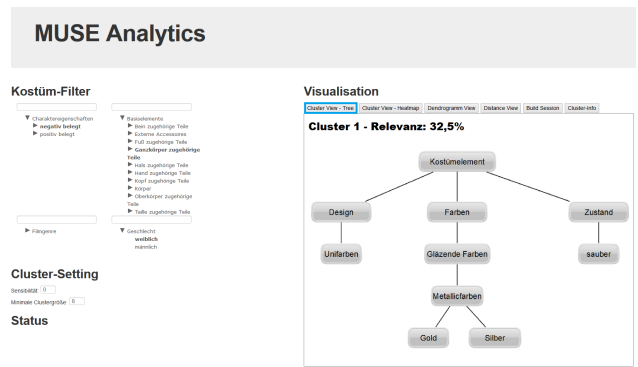 MUSE Analytics
Kostüm-Filter
Charaktereigenschaften
negativ belegt
positiv belegt
Basiselemente
Bein zugehörige Teile
Externe Accessoires
Fuß zugehörige Teile
Ganzkörper zugehörige
Teile
Hals zugehörige Teile
Hand zugehörige Teile
Kopf zugehörige Teile
Körper
Oberkörper zugehörige
Teile
Taille zugehörige Teile
Filmgenre
Geschlecht
weiblich
männlich
Cluster-Setting
Sensibilität: 0
Minimale Clustergröße: 8
Status
Visualisation
Cluster View - Tree
Cluster View - Heatmap
Dendrogramm View
Distance View
Build Session
Cluster-Info
Cluster 1 - Relevanz: 32,5%
Kostümelement
Design
Farben
Zustand
Unifarben
Gläzende Farben
sauber
Metallicfarben
Gold
Silber